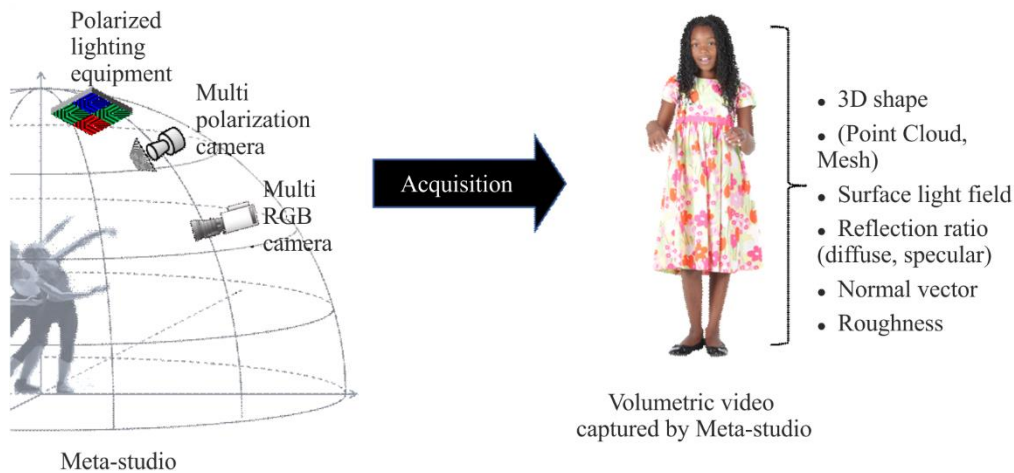 Polarized
lighting
equipment
Multi
polarization
camera
Multi
RGB
camera
Meta-studio
Acquisition
Volumetric video
captured by Meta-studio
• 3D shape
• (Point Cloud,
Mesh)
• Surface light field
• Reflection ratio
(diffuse, specular)
• Normal vector
• Roughness